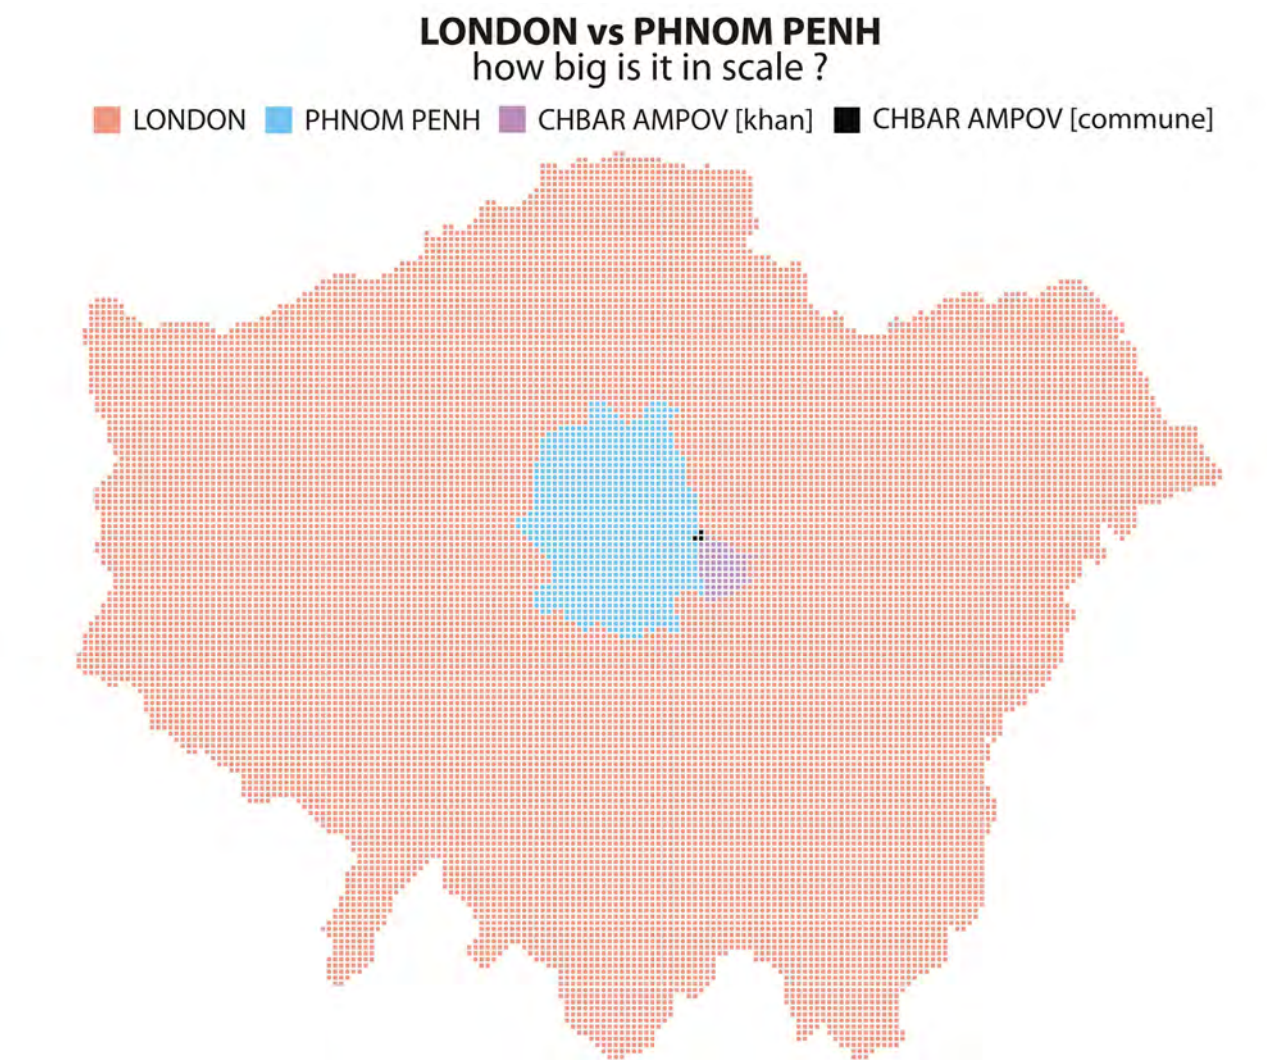 LONDON vs PHNOM PENH
how big is it in scale ?
LONDON PHNOM PENH CHBAR AMPOV [khan] CHBAR AMPOV [commune]